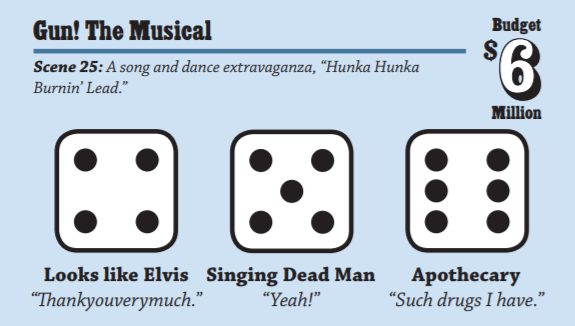 Gun! The Musical
Budget
$6
Million
Scene 25: A song and dance extravaganza, “Hunka Hunka
Burnin’ Lead.”
Looks like Elvis
“Thankyouverymuch.”
Singing Dead Man
“Yeah!”
Apothecary
“Such drugs I have.”